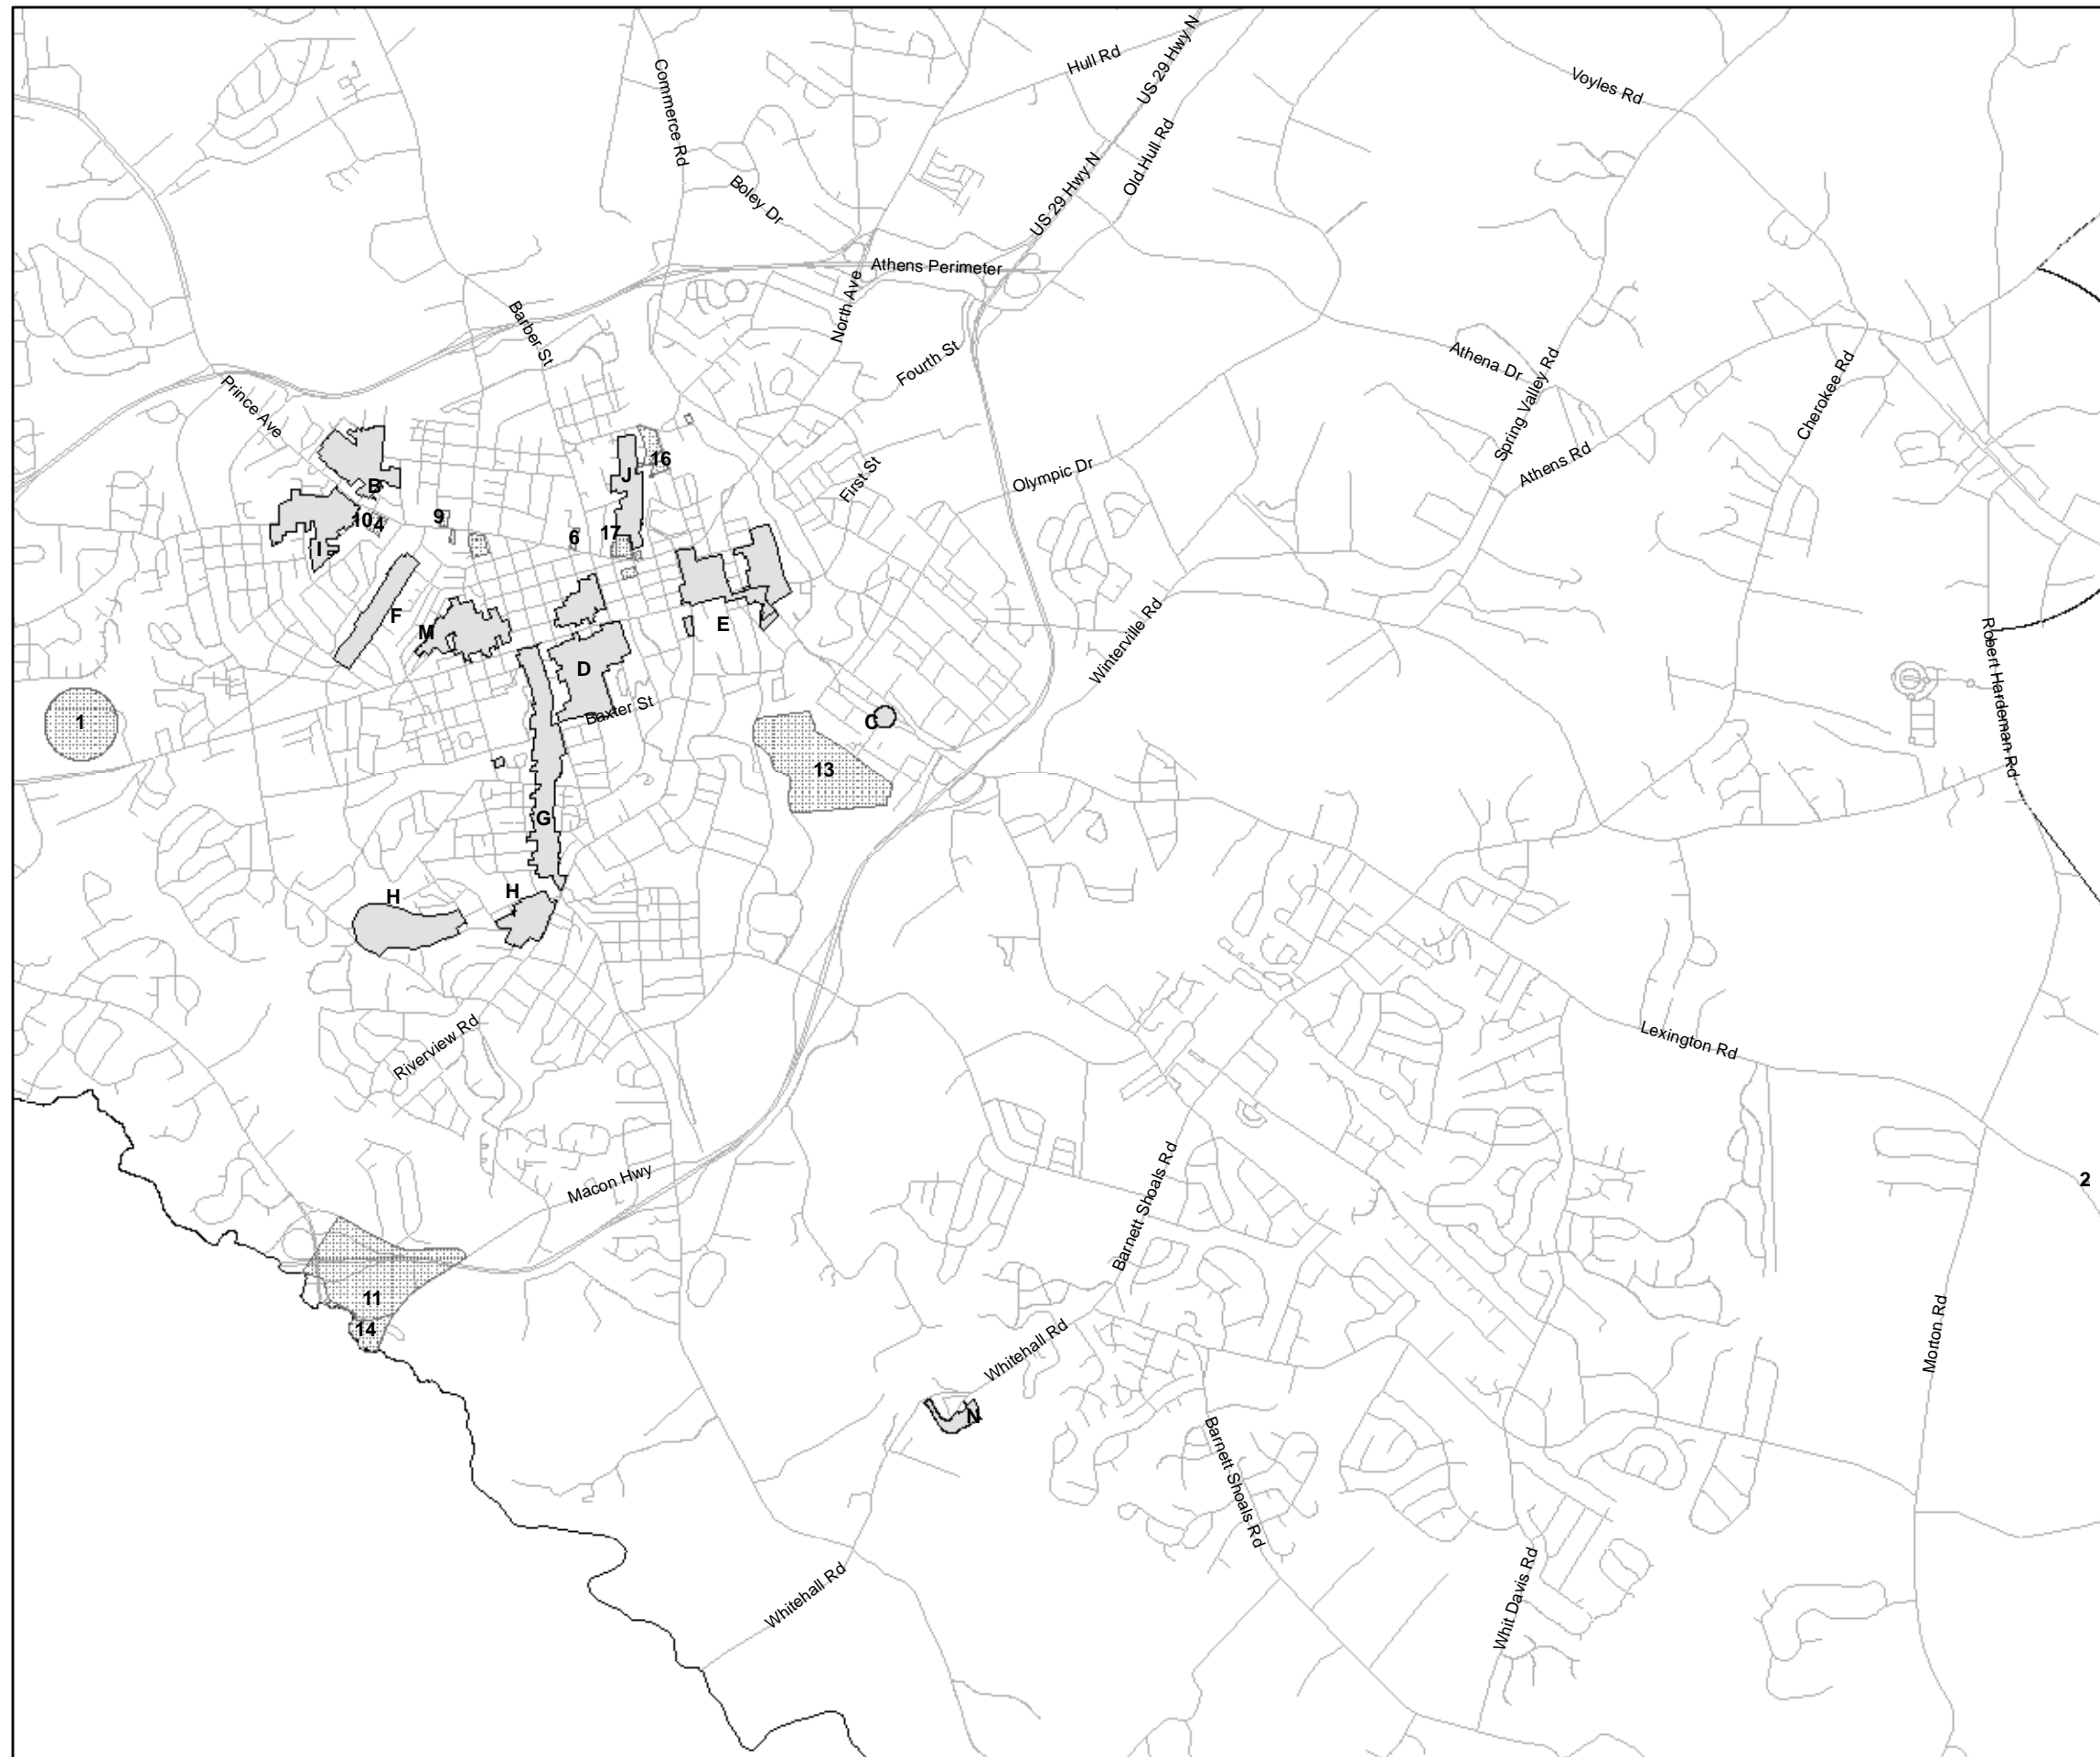 Hull Rd
US 29 Hwy N
Voyles Rd
Commerce Rd
Old Hull Rd
Boley Dr
US 29 Hwy N
Athens Perimeter
North Ave
Barber St
Fourth St
Athena Dr
Spring Valley Rd
Cherokee Rd
Prince Ave
Athens Rd
Olympic Dr
First St
J
16
B
10
4
9
6
17
I
F
M
E
D
Winterville Rd
Robert Hardeman Rd
Baxter St
1
C
13
G
H
H
Riverview Rd
Lexington Rd
Macon Hwy
Barnett Shoals Rd
2
11
14
Whitehall Rd
Morton Rd
N
Barnett Shoals Rd
Whitehall Rd
Whit Davis Rd